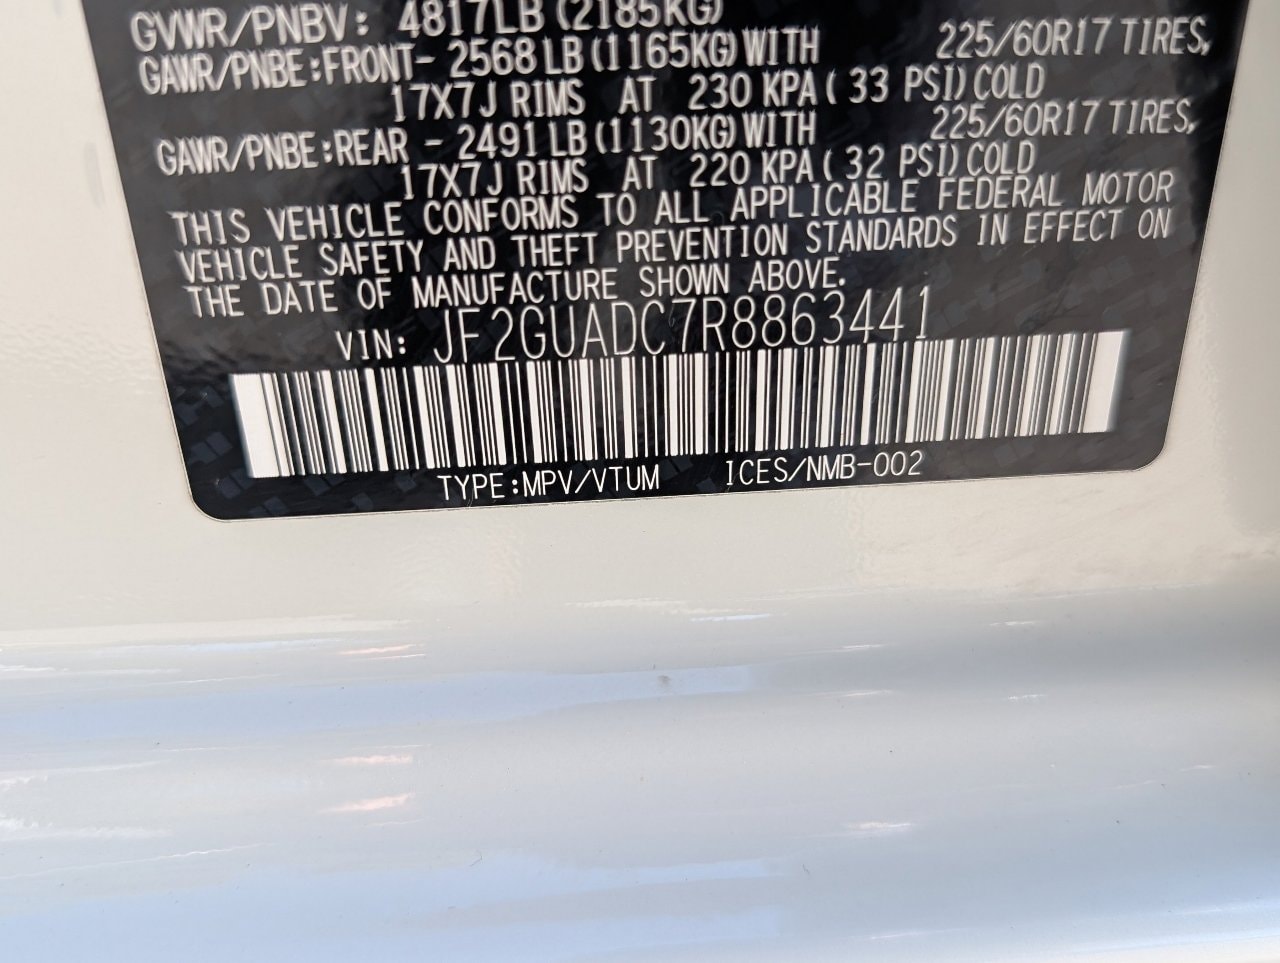 GVWR/PNBV: 4817LB (2185KG)
GAWR/PNBE:FRONT- 2568 LB (1165KG) WITH 225/60R17 TIRES,
17X7J RIMS AT 230 KPA ( 33 PSI) COLD
GAWR/PNBE:REAR - 2491 LB (1130KG) WITH 225/60R17 TIRES,
17X7J RIMS AT 220 KPA ( 32 PSI) COLD
THIS VEHICLE CONFORMS TO ALL APPLICABLE FEDERAL MOTOR
VEHICLE SAFETY AND THEFT PREVENTION STANDARDS IN EFFECT ON
THE DATE OF MANUFACTURE SHOWN ABOVE.
VIN: JF2GUADC7R8863441
TYPE:MPV/VTUM ICES/NMB-002